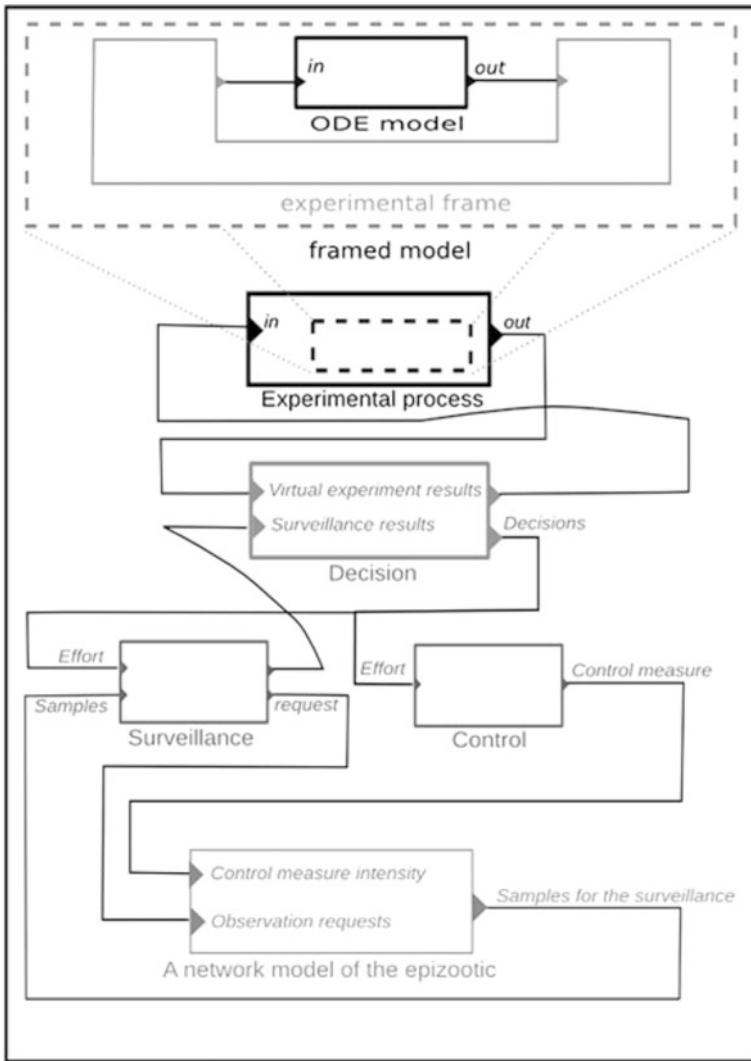 in
out
ODE model
experimental frame
framed model
in
out
Experimental process
Virtual experiment results
Surveillance results
Decisions
Decision
Effort
Samples
request
Surveillance
Effort
Control measure
Control
Control measure intensity
Samples for the surveillance
Observation requests
A network model of the epizootic